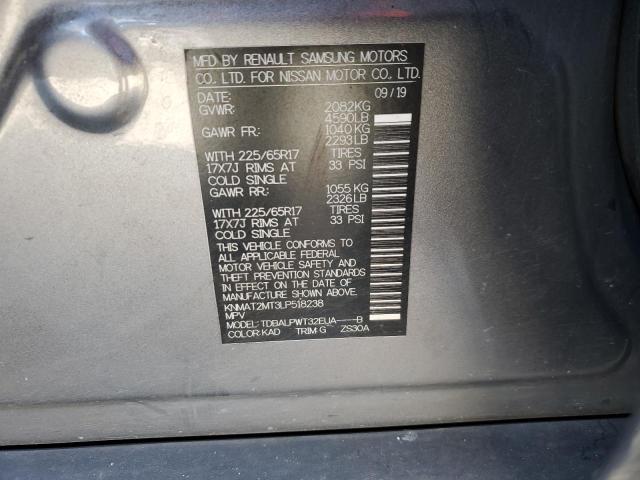 MFD BY RENAULT SAMSUNG MOTORS
CO., LTD. FOR NISSAN MOTOR CO., LTD.
DATE: 09/19
GVWR: 2082KG
4590LB
GAWR FR: 1040KG
2293LB
WITH 225/65R17 TIRES
17X7J RIMS AT 33 PSI
COLD SINGLE
GAWR RR: 1055KG
2326LB
WITH 225/65R17 TIRES
17X7J RIMS AT 33 PSI
COLD SINGLE
THIS VEHICLE CONFORMS TO
ALL APPLICABLE FEDERAL
MOTOR VEHICLE SAFETY AND
THEFT PREVENTION STANDARDS
IN EFFECT ON THE DATE OF
MANUFACTURE SHOWN ABOVE.
KNMAT2MT3LP518238
MPV
MODEL: TDBALPWT32EUA----B
COLOR:KAD TRIM:G ZS30A